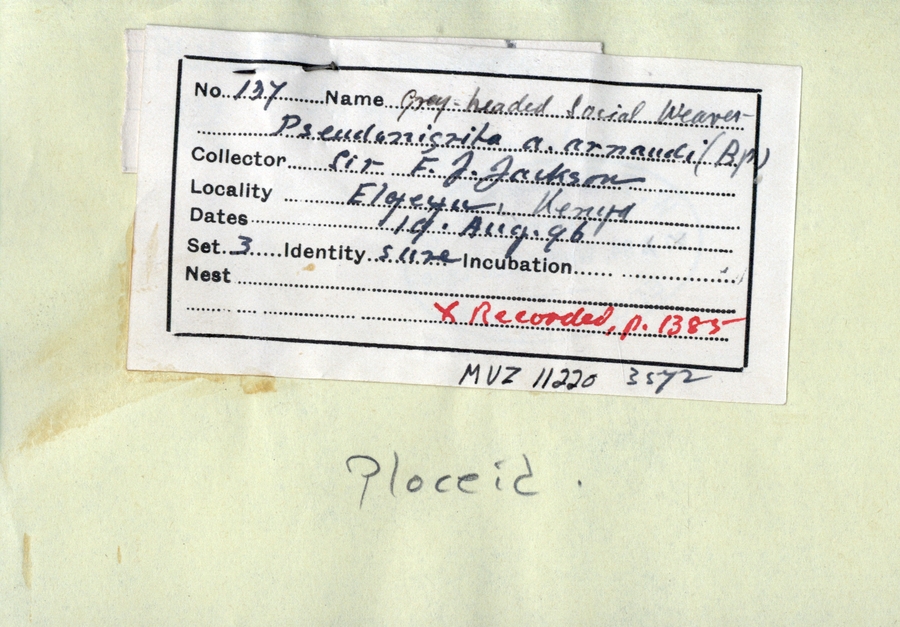 No. 137 Name Grey-headed Social Weaver
Pseudonigrita a. arnaudi (Bp)
Collector Sir F. J. Jackson
Locality Elgeyu, Kenya
Dates 19. Aug. 96
Set 3 Identity sure Incubation
Nest
X Recorded, p. 1385
MVZ 11220 3572
Ploceid.